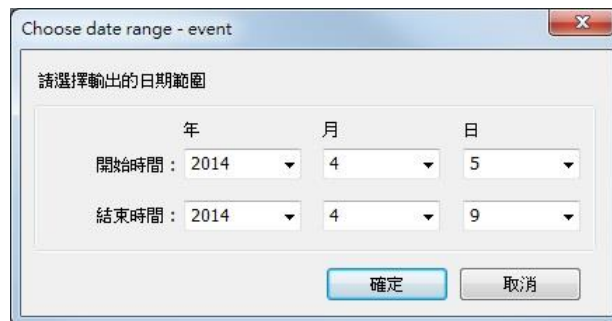 Choose date range - event
請選擇輸出的日期範圍
年 月 日
開始時間： 2014 4 5
結束時間： 2014 4 9
確定 取消